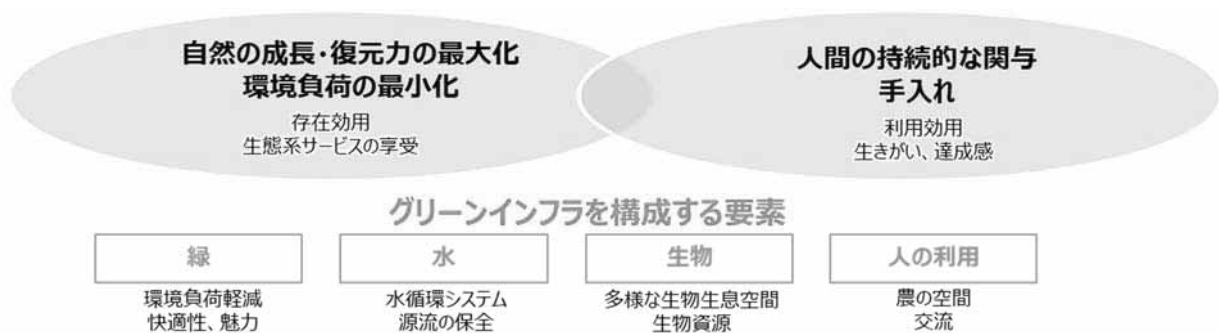 自然の成長・復元力の最大化
環境負荷の最小化
存在効用
生態系サービスの享受
人間の持続的な関与
手入れ
利用効用
生きがい、達成感
グリーンインフラを構成する要素
緑
環境負荷軽減
快適性、魅力
水
水循環システム
源流の保全
生物
多様な生物生息空間
生物資源
人の利用
農の空間
交流